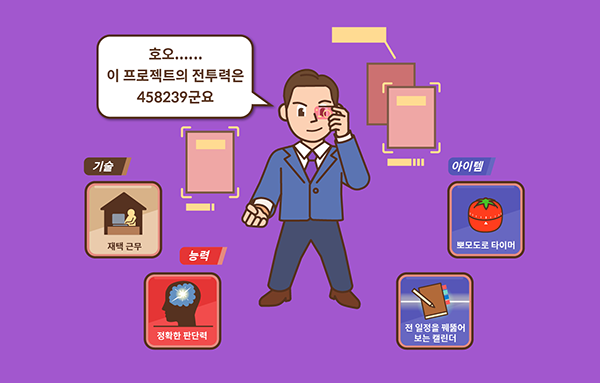 호오......
이 프로젝트의 전투력은
458239군요
기술
재택 근무
능력
정확한 판단력
아이템
뽀모도로 타이머
전 일정을 꿰뚫어
보는 캘린더